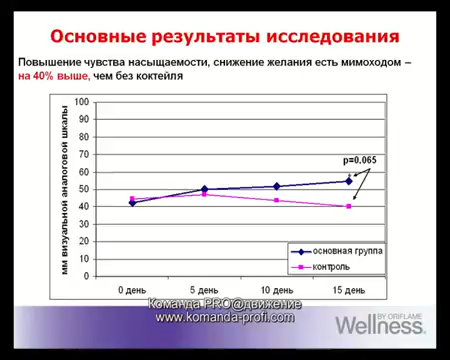 Основные результаты исследования
Повышение чувства насыщаемости, снижение желания есть мимоходом –
на 40% выше, чем без коктейля
мм визуальной аналоговой шкалы
100
90
80
70
60
50
40
30
20
10
0
p=0.065
основная группа
контроль
0 день 5 день 10 день 15 день
Команда PRO@движение
www.komanda-profi.com
BY ORIFLAME
Wellness.